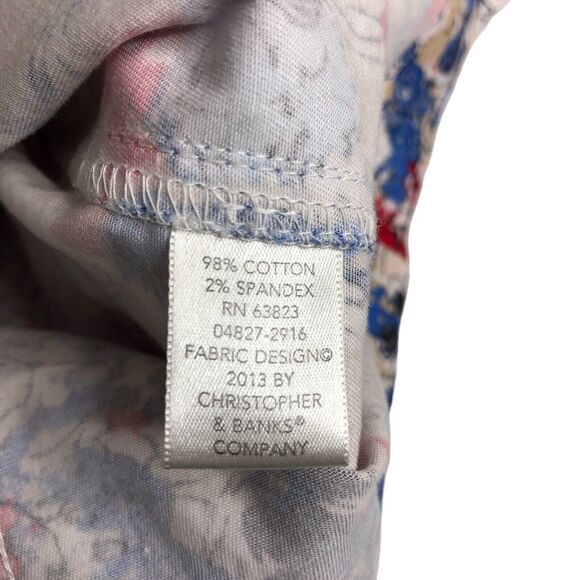 98% COTTON
2% SPANDEX
RN 63823
04827-2916
FABRIC DESIGN©
2013 BY
CHRISTOPHER
& BANKS®
COMPANY